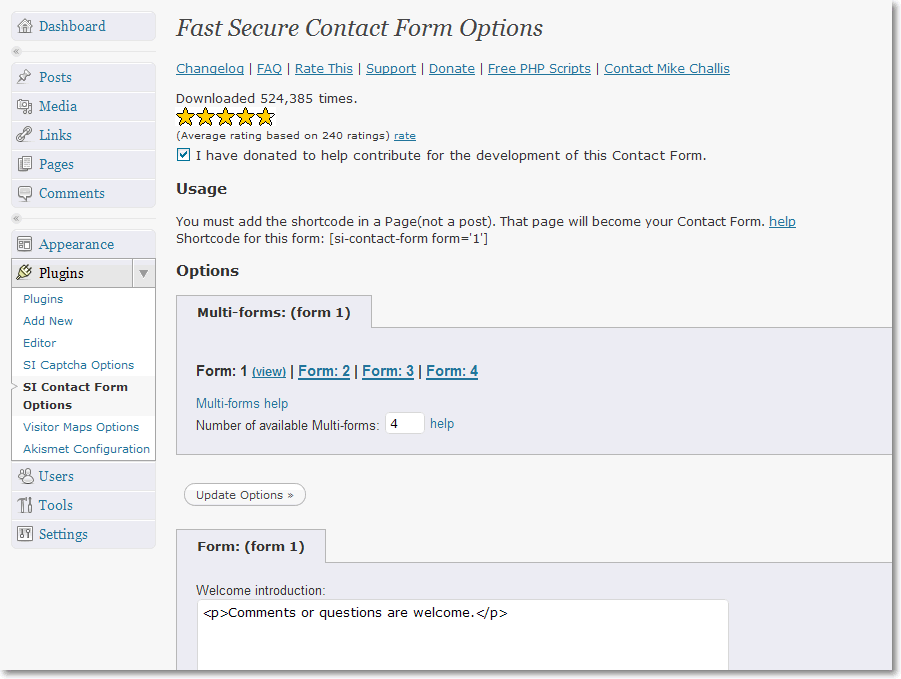 Dashboard
Posts
Media
Links
Pages
Comments
Appearance
Plugins
Plugins
Add New
Editor
SI Captcha Options
SI Contact Form
Options
Visitor Maps Options
Akismet Configuration
Users
Tools
Settings
Fast Secure Contact Form Options
Changelog | FAQ | Rate This | Support | Donate | Free PHP Scripts | Contact Mike Challis
Downloaded 524,385 times.
(Average rating based on 240 ratings) rate
I have donated to help contribute for the development of this Contact Form.
Usage
You must add the shortcode in a Page(not a post). That page will become your Contact Form. help
Shortcode for this form: [si-contact-form form='1']
Options
Multi-forms: (form 1)
Form: 1 (view) | Form: 2 | Form: 3 | Form: 4
Multi-forms help
Number of available Multi-forms: 4 help
Update Options »
Form: (form 1)
Welcome introduction:
<p>Comments or questions are welcome.</p>